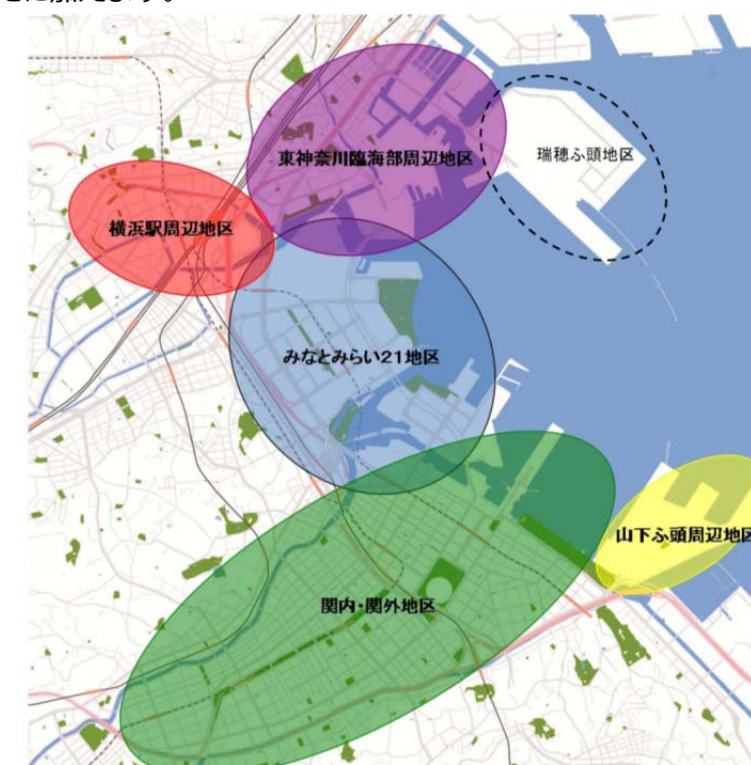 東神奈川臨海部周辺地区
瑞穂ふ頭地区
横浜駅周辺地区
みなとみらい21地区
山下ふ頭周辺地区
関内・関外地区